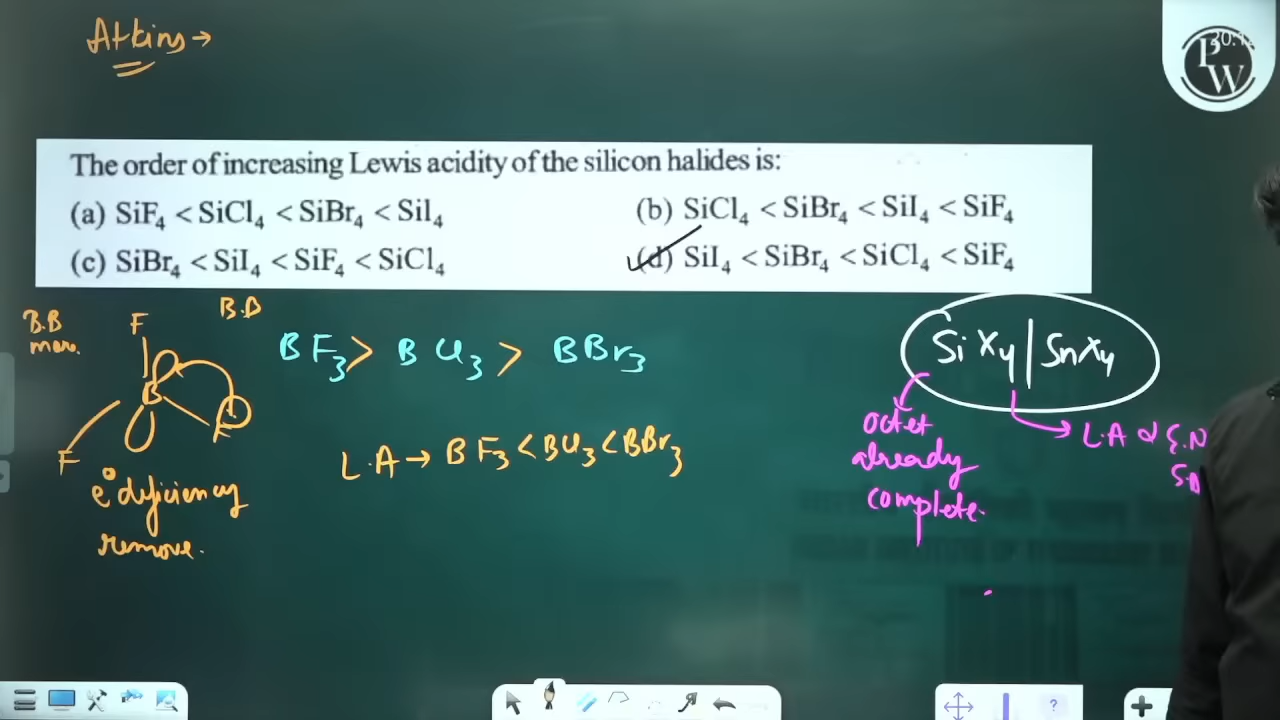 Atkins →
PW
The order of increasing Lewis acidity of the silicon halides is:
(a) SiF₄ < SiCl₄ < SiBr₄ < SiI₄
(b) SiCl₄ < SiBr₄ < SiI₄ < SiF₄
(c) SiBr₄ < SiI₄ < SiF₄ < SiCl₄
(d) SiI₄ < SiBr₄ < SiCl₄ < SiF₄
B.B
more.
F
B.D
B
F
F
e⁻ deficiency
remove.
BF₃ > BCl₃ > BBr₃
L.A → BF₃ < BCl₃ < BBr₃
SiX₄ | SnX₄
octet
already
complete.
→ L.A α E.N